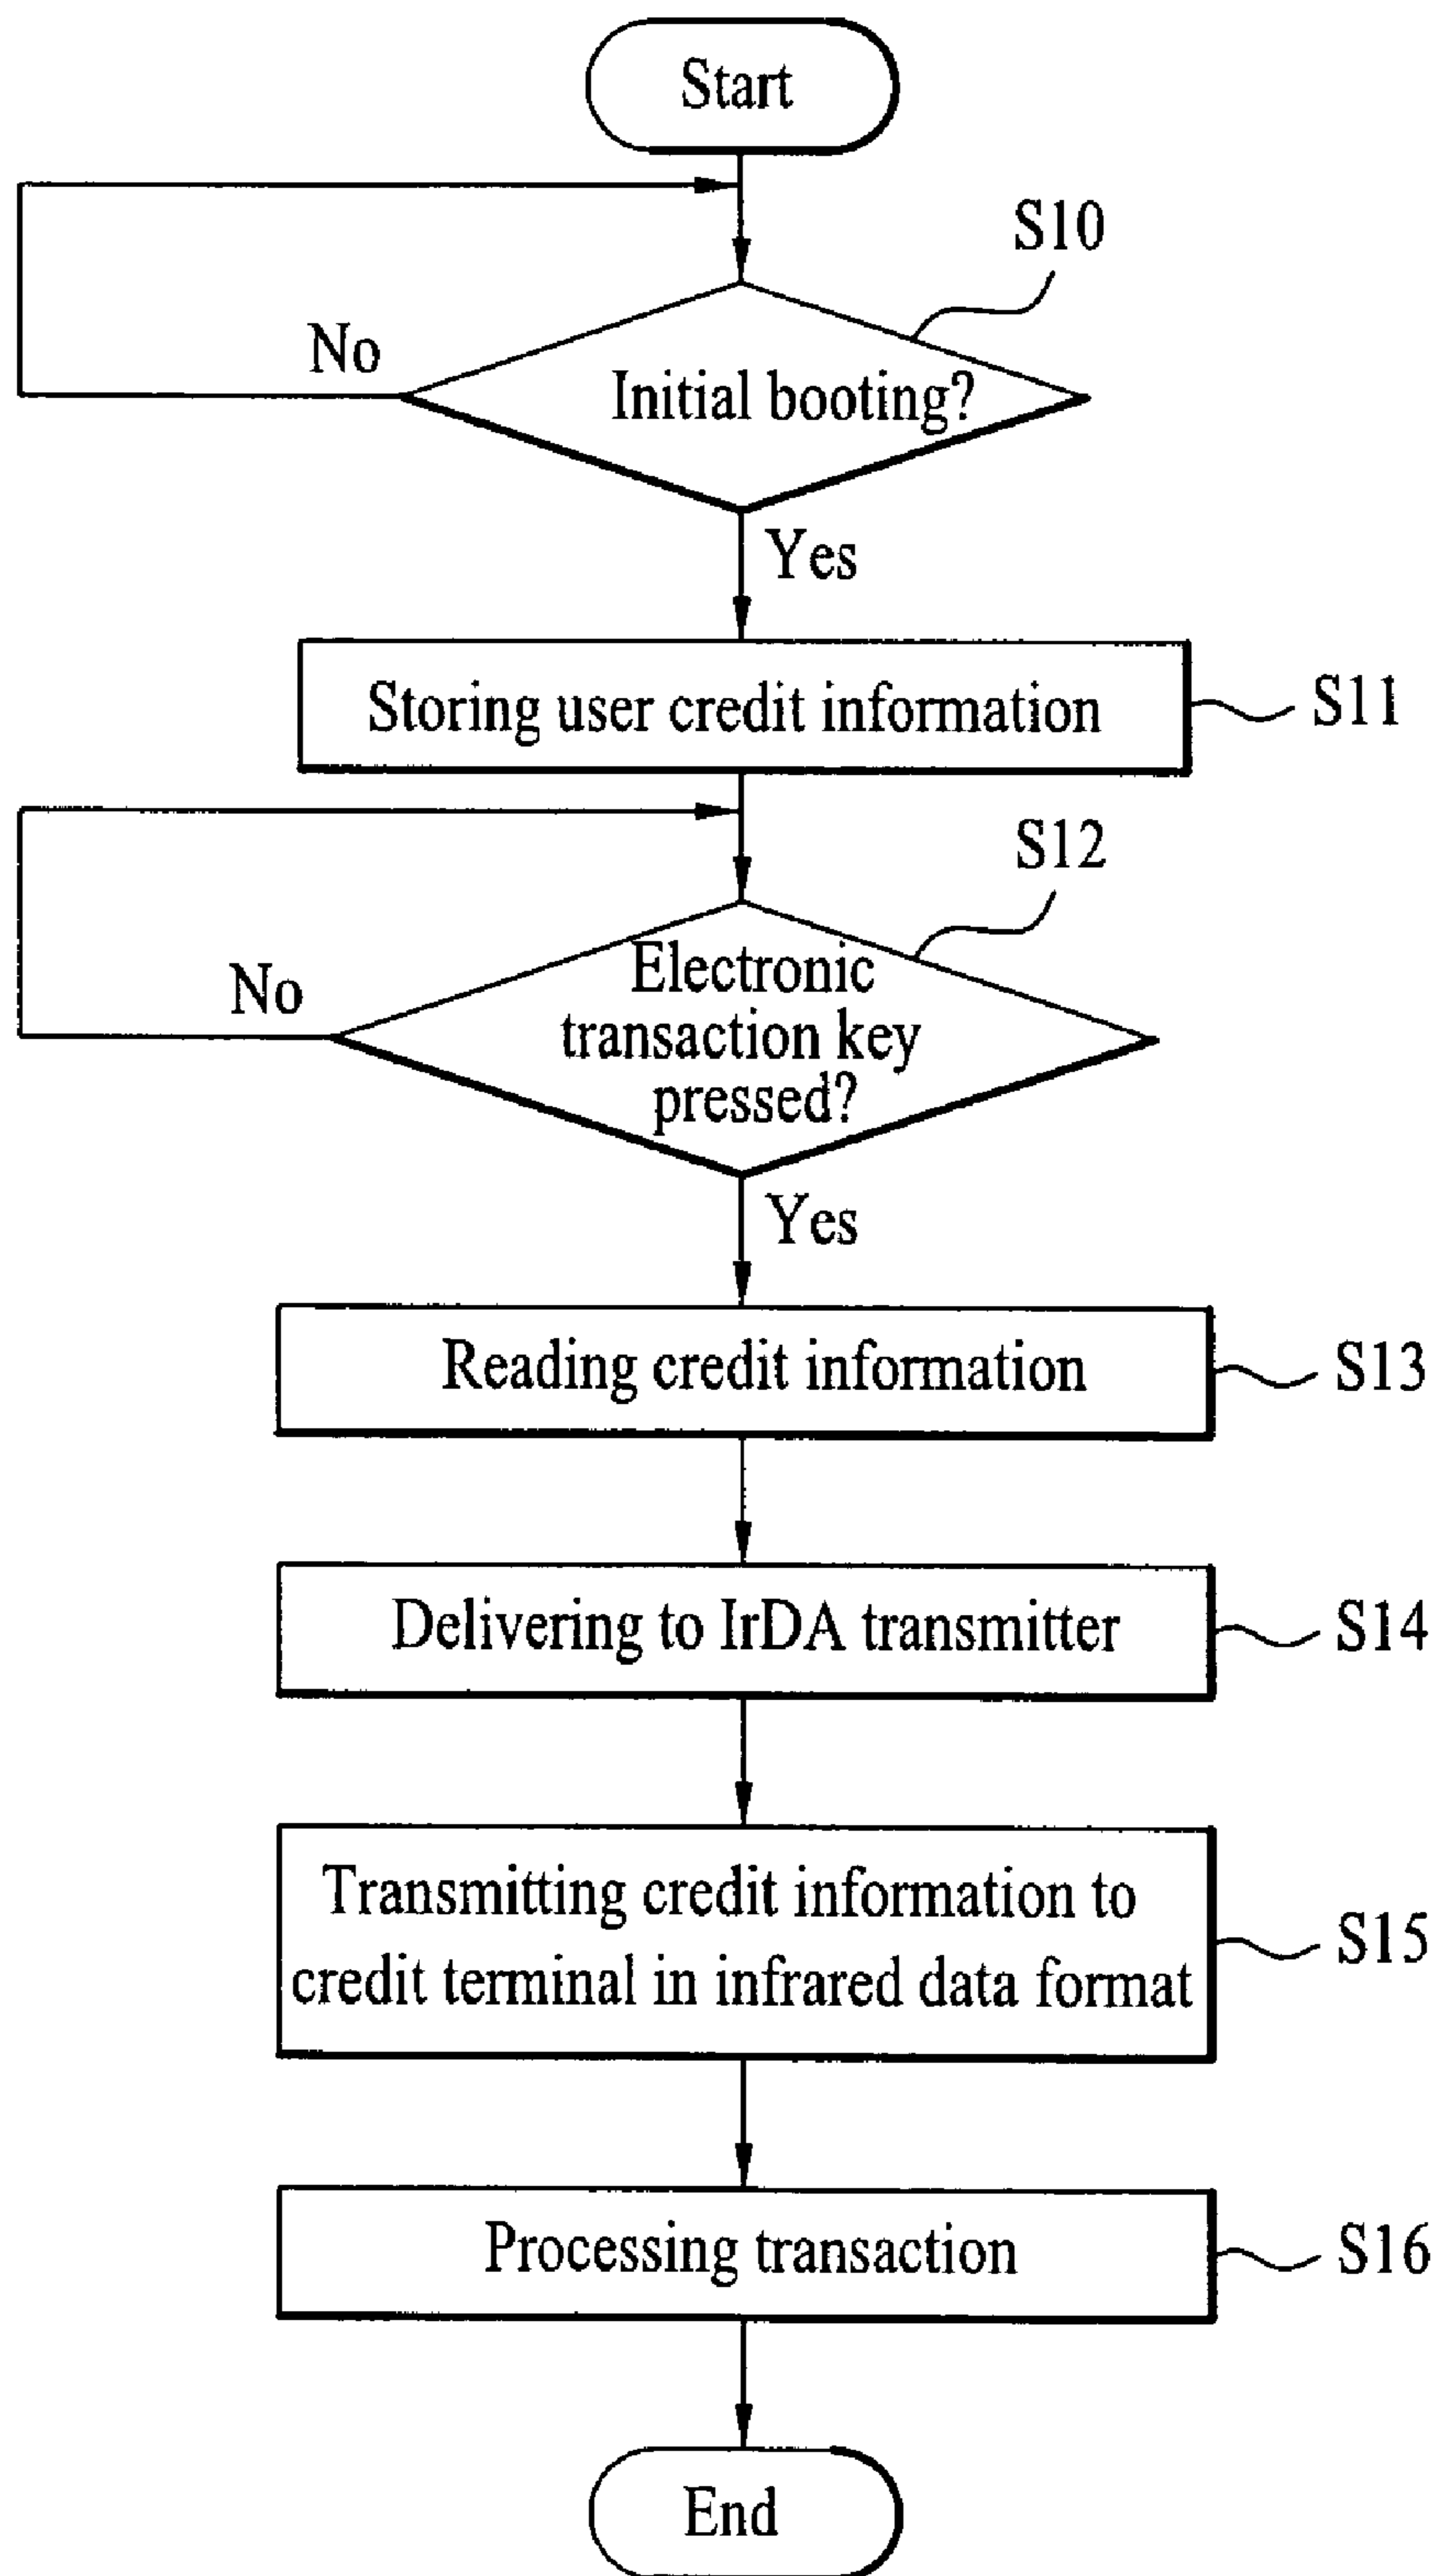 Start
S10
No
Initial booting?
Yes
Storing user credit information
S11
S12
No
Electronic
transaction key
pressed?
Yes
Reading credit information
S13
Delivering to IrDA transmitter
S14
Transmitting credit information to
credit terminal in infrared data format
S15
Processing transaction
S16
End